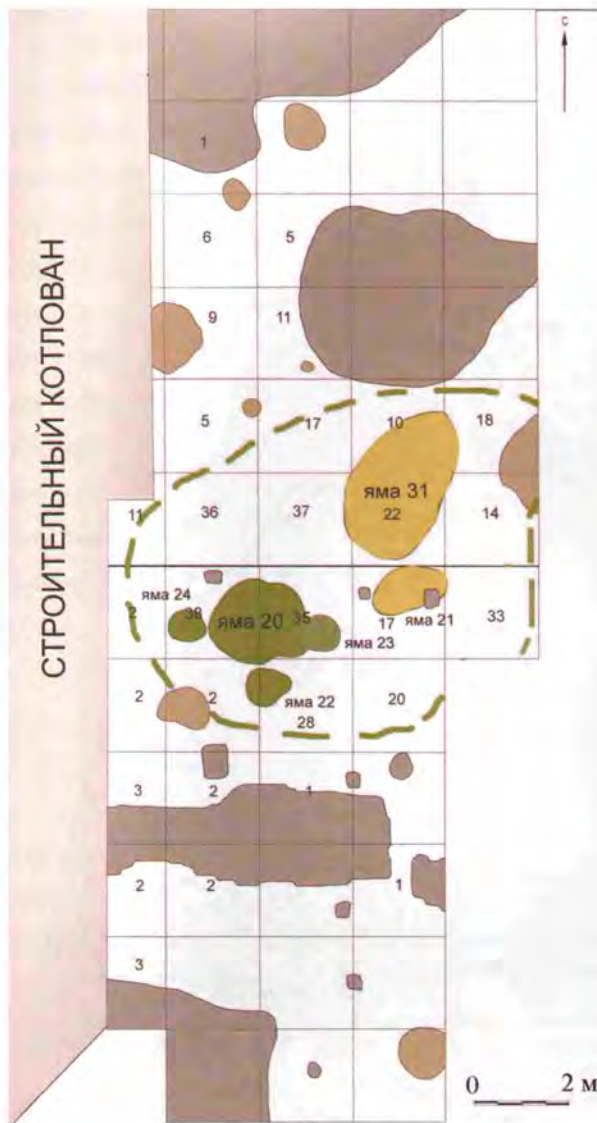 с
СТРОИТЕЛЬНЫЙ КОТЛОВАН
1
6 5
9 11
5 17 10 18
яма 31
11 36 37 22 14
яма 24
2 38 яма 20 35 17 яма 21 33
яма 23
2 2 яма 22 20
28
3 2 1
2 2 1
3
0 2 м